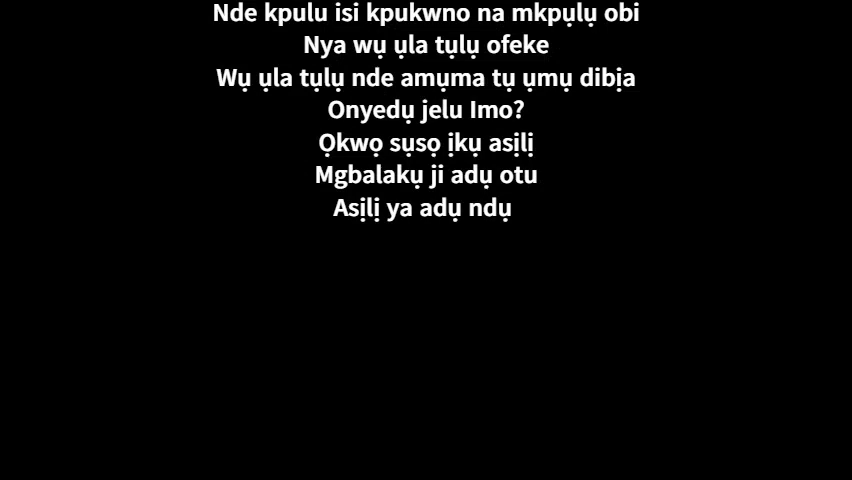 Nde kpulu isi kpukwno na mkpụlụ obi
Nya wụ ụla tụlụ ofeke
Wụ ụla tụlụ nde amụma tụ ụmụ dibịa
Onyedụ jelu Imo?
Ọkwọ sụsọ ịkụ asịlị
Mgbalakụ ji adụ otu
Asịlị ya adụ ndụ